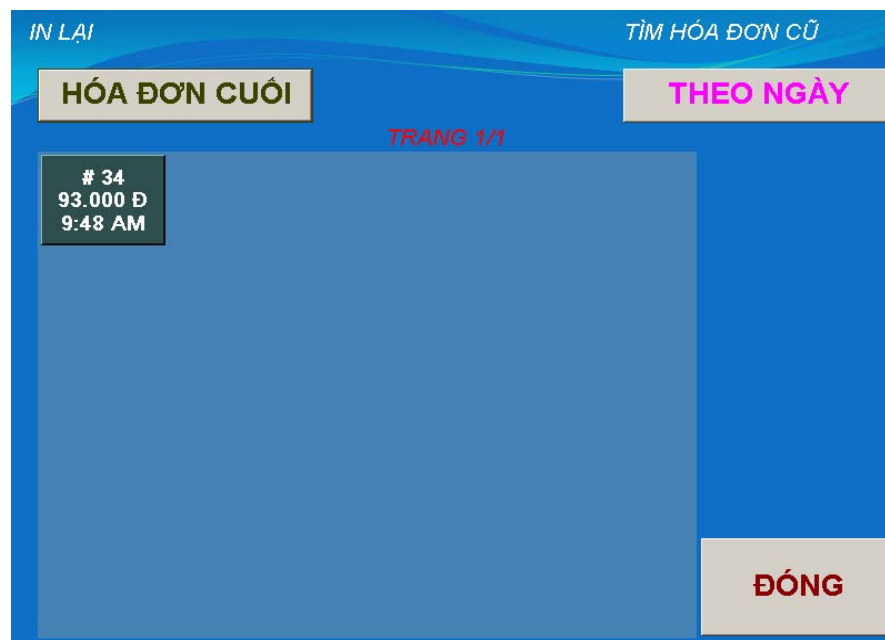 IN LẠI
TÌM HÓA ĐƠN CŨ
HÓA ĐƠN CUỐI
THEO NGÀY
TRANG 1/1
# 34
93.000 Đ
9:48 AM
ĐÓNG